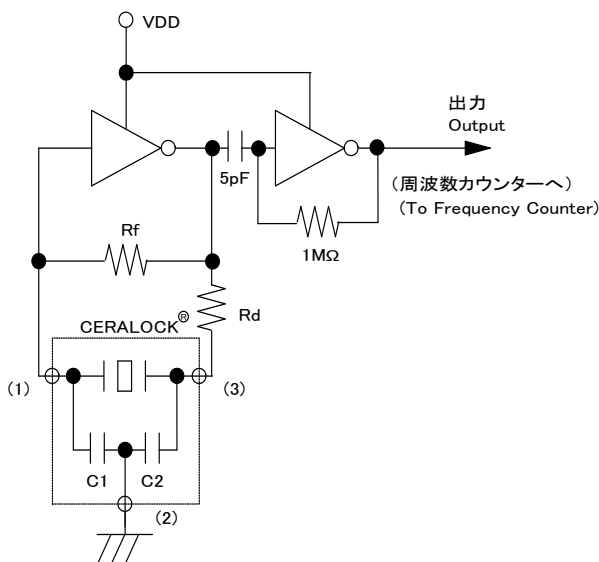 VDD
出力
Output
5pF
(周波数カウンターへ)
(To Frequency Counter)
Rf
1MΩ
Rd
CERALOCK®
(1)
(3)
C1
C2
(2)